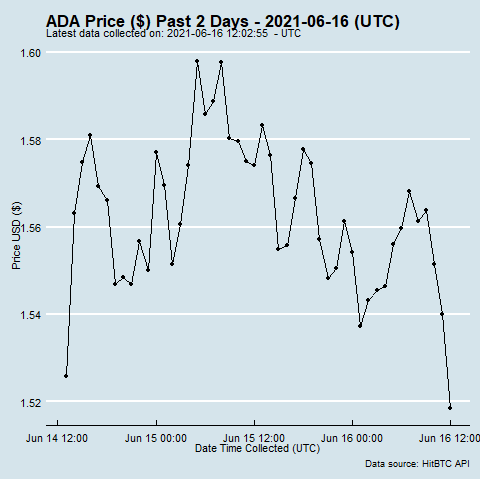 ADA Price ($) Past 2 Days - 2021-06-16 (UTC)
Latest data collected on: 2021-06-16 12:02:55 - UTC
1.60
1.58
1.56
1.54
1.52
Price USD ($)
Jun 14 12:00 Jun 15 00:00 Jun 15 12:00 Jun 16 00:00 Jun 16 12:00
Date Time Collected (UTC)
Data source: HitBTC API